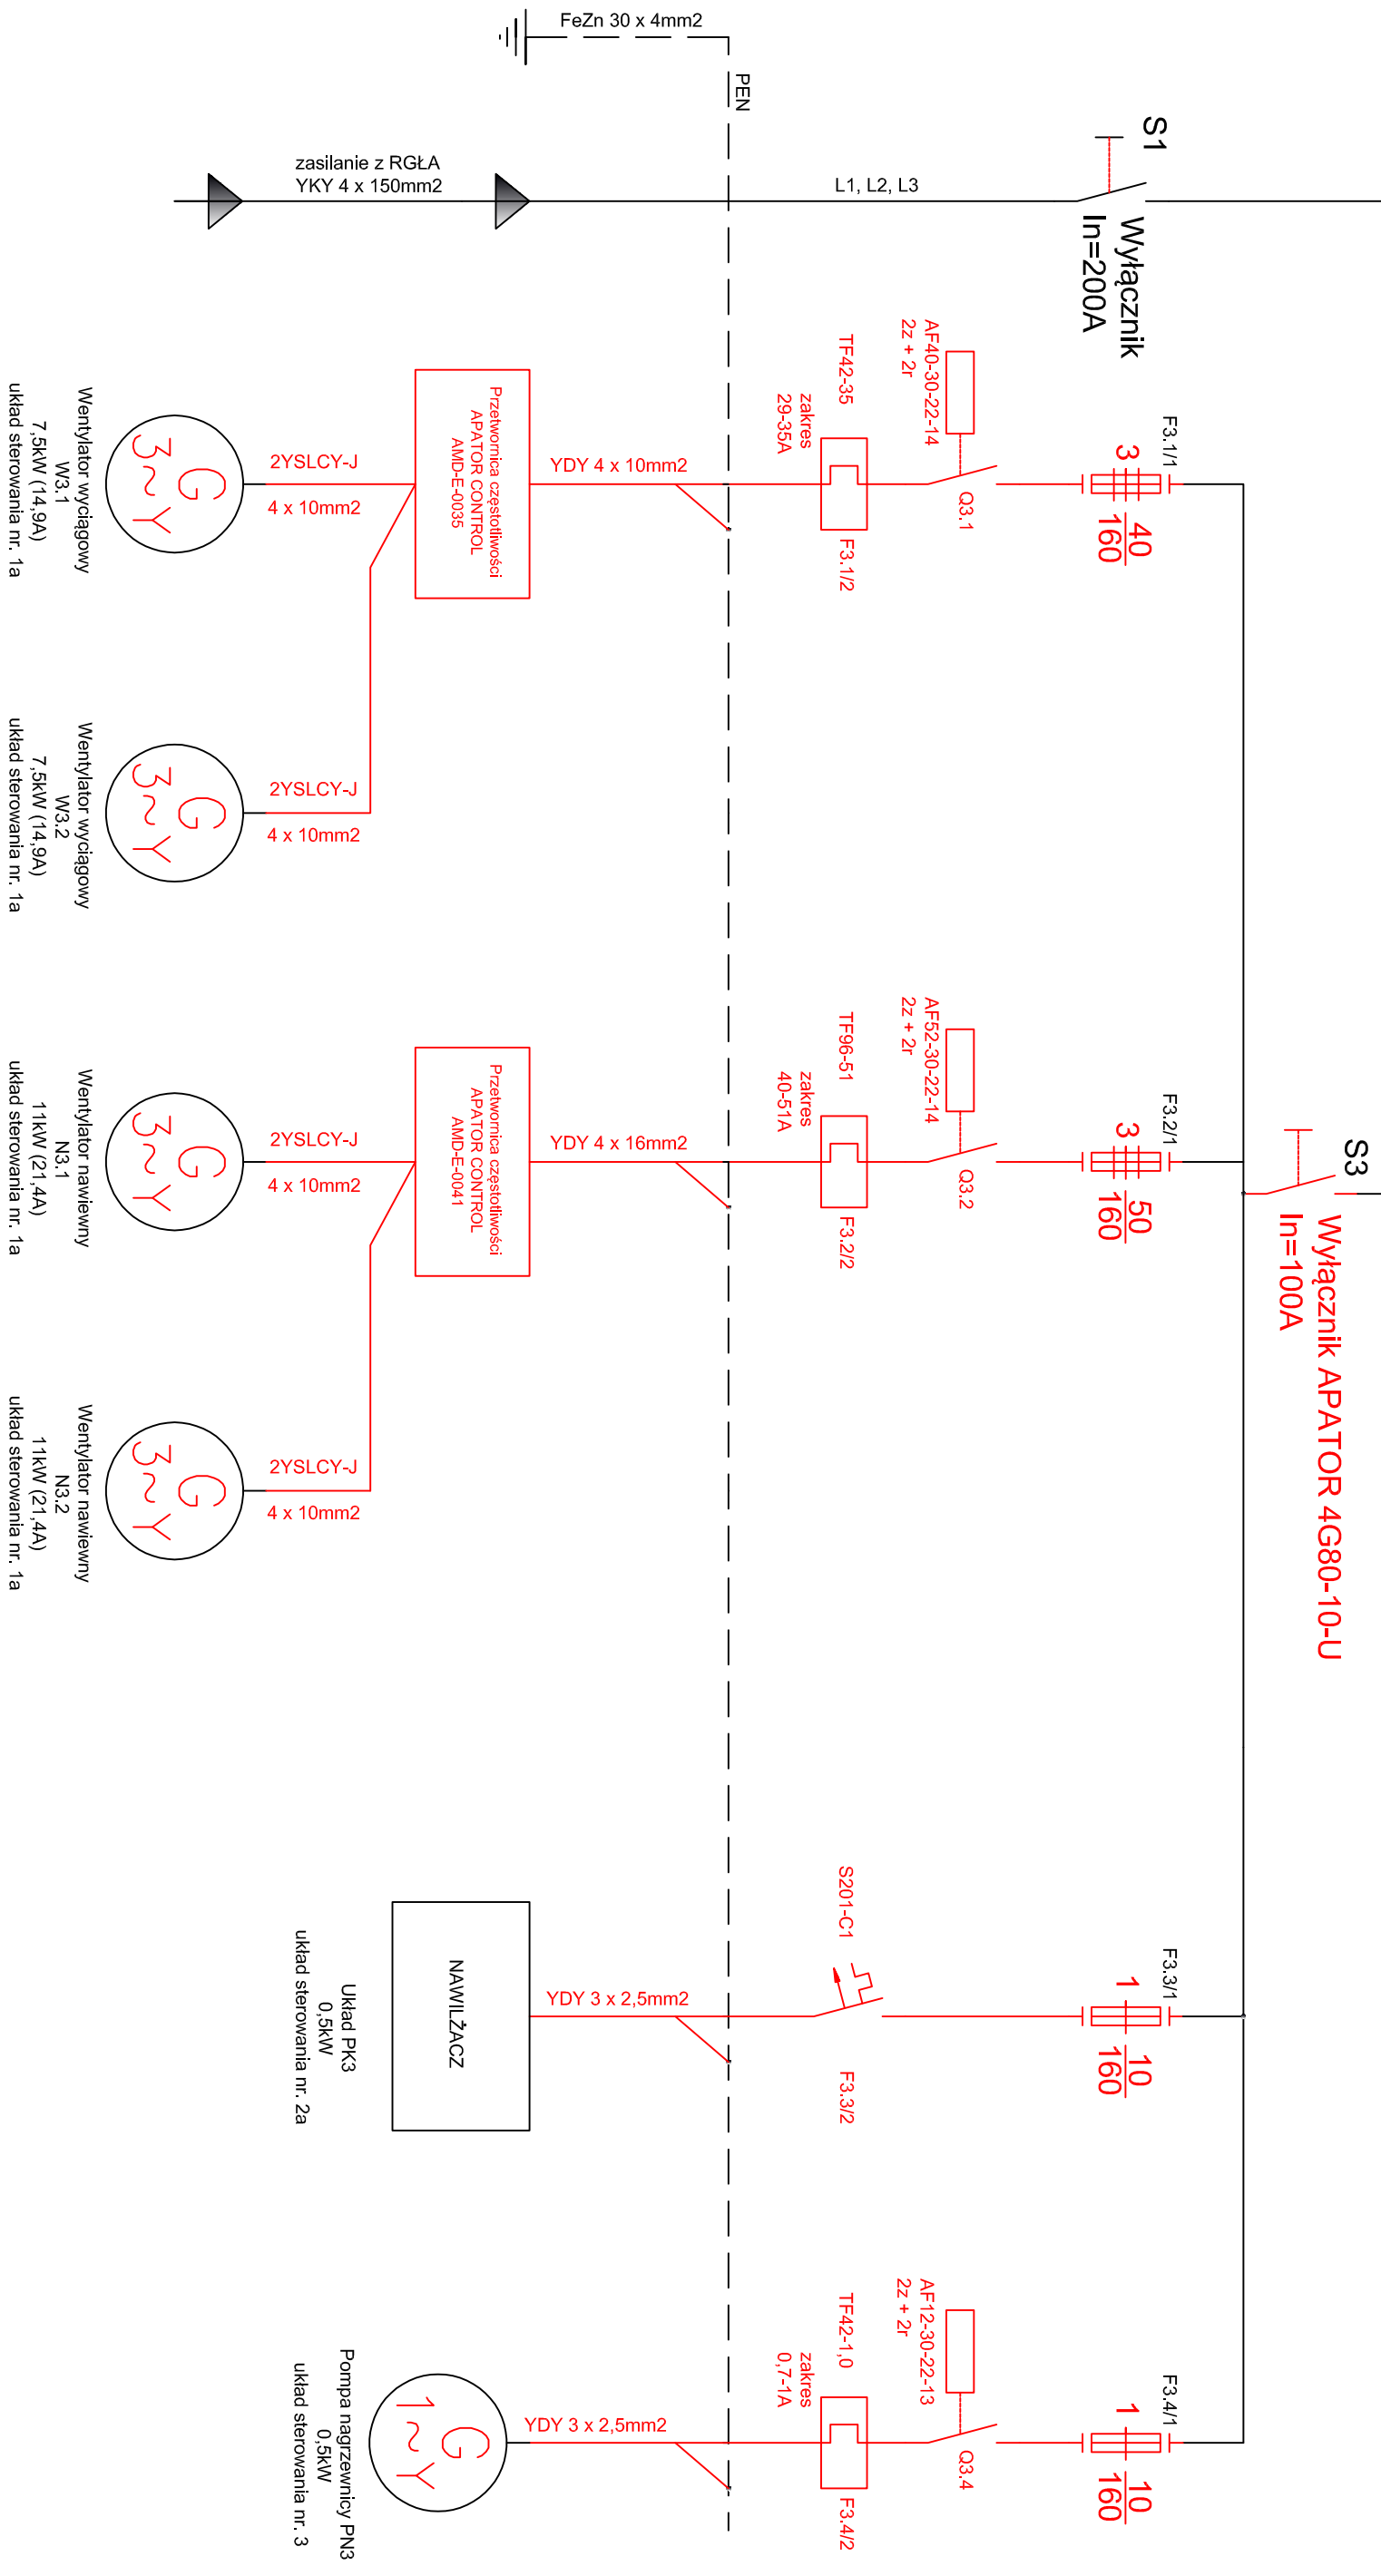 FeZn 30 x 4mm2
PEN
zasilanie z RGŁA
YKY 4 x 150mm2
L1, L2, L3
S1
Wyłącznik
In=200A
S3
Wyłącznik APATOR 4G80-10-U
In=100A
F3.1/1
3
40
160
AF40-30-22-14
2z + 2r
Q3.1
TF42-35
zakres
29-35A
F3.1/2
YDY 4 x 10mm2
Przetwornica częstotliwości
APATOR CONTROL
AMD-E-0035
2YSLCY-J
4 x 10mm2
G
3~
Y
Wentylator wyciągowy
W3.1
7,5kW (14,9A)
układ sterowania nr. 1a
2YSLCY-J
4 x 10mm2
G
3~
Y
Wentylator wyciągowy
W3.2
7,5kW (14,9A)
układ sterowania nr. 1a
F3.2/1
3
50
160
AF52-30-22-14
2z + 2r
Q3.2
TF96-51
zakres
40-51A
F3.2/2
YDY 4 x 16mm2
Przetwornica częstotliwości
APATOR CONTROL
AMD-E-0041
2YSLCY-J
4 x 10mm2
G
3~
Y
Wentylator nawiewny
N3.1
11kW (21,4A)
układ sterowania nr. 1a
2YSLCY-J
4 x 10mm2
G
3~
Y
Wentylator nawiewny
N3.2
11kW (21,4A)
układ sterowania nr. 1a
F3.3/1
1
10
160
S201-C1
F3.3/2
YDY 3 x 2,5mm2
NAWILŻACZ
Układ PK3
0,5kW
układ sterowania nr. 2a
F3.4/1
1
10
160
AF12-30-22-13
2z + 2r
Q3.4
TF42-1,0
zakres
0,7-1A
F3.4/2
YDY 3 x 2,5mm2
G
1~
Y
Pompa nagrzewnicy PN3
0,5kW
układ sterowania nr. 3